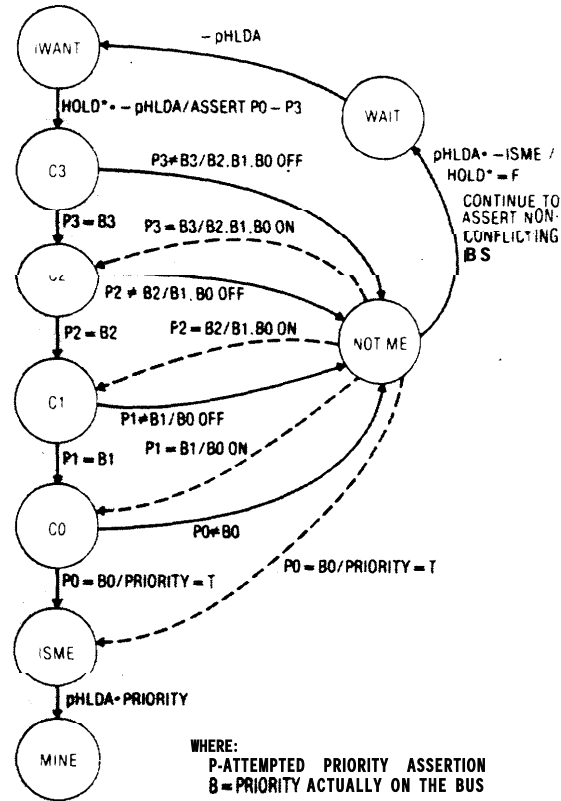 IWANT
– pHLDA
HOLD* • – pHLDA/ASSERT P0 – P3
WAIT
C3
P3≠B3/B2.B1.B0 OFF
pHLDA • – ISME /
HOLD* = F
CONTINUE TO
ASSERT NON-
CONFLICTING
BS
P3 = B3
P3 = B3/B2.B1.B0 ON
C2
P2 ≠ B2/B1.B0 OFF
P2 = B2
P2 = B2/B1.B0 ON
NOT ME
C1
P1≠B1/B0 OFF
P1 = B1
P1 = B1/B0 ON
C0
P0≠B0
P0 = B0/PRIORITY = T
P0 = B0/PRIORITY = T
ISME
pHLDA • PRIORITY
MINE
WHERE:
P-ATTEMPTED PRIORITY ASSERTION
B = PRIORITY ACTUALLY ON THE BUS